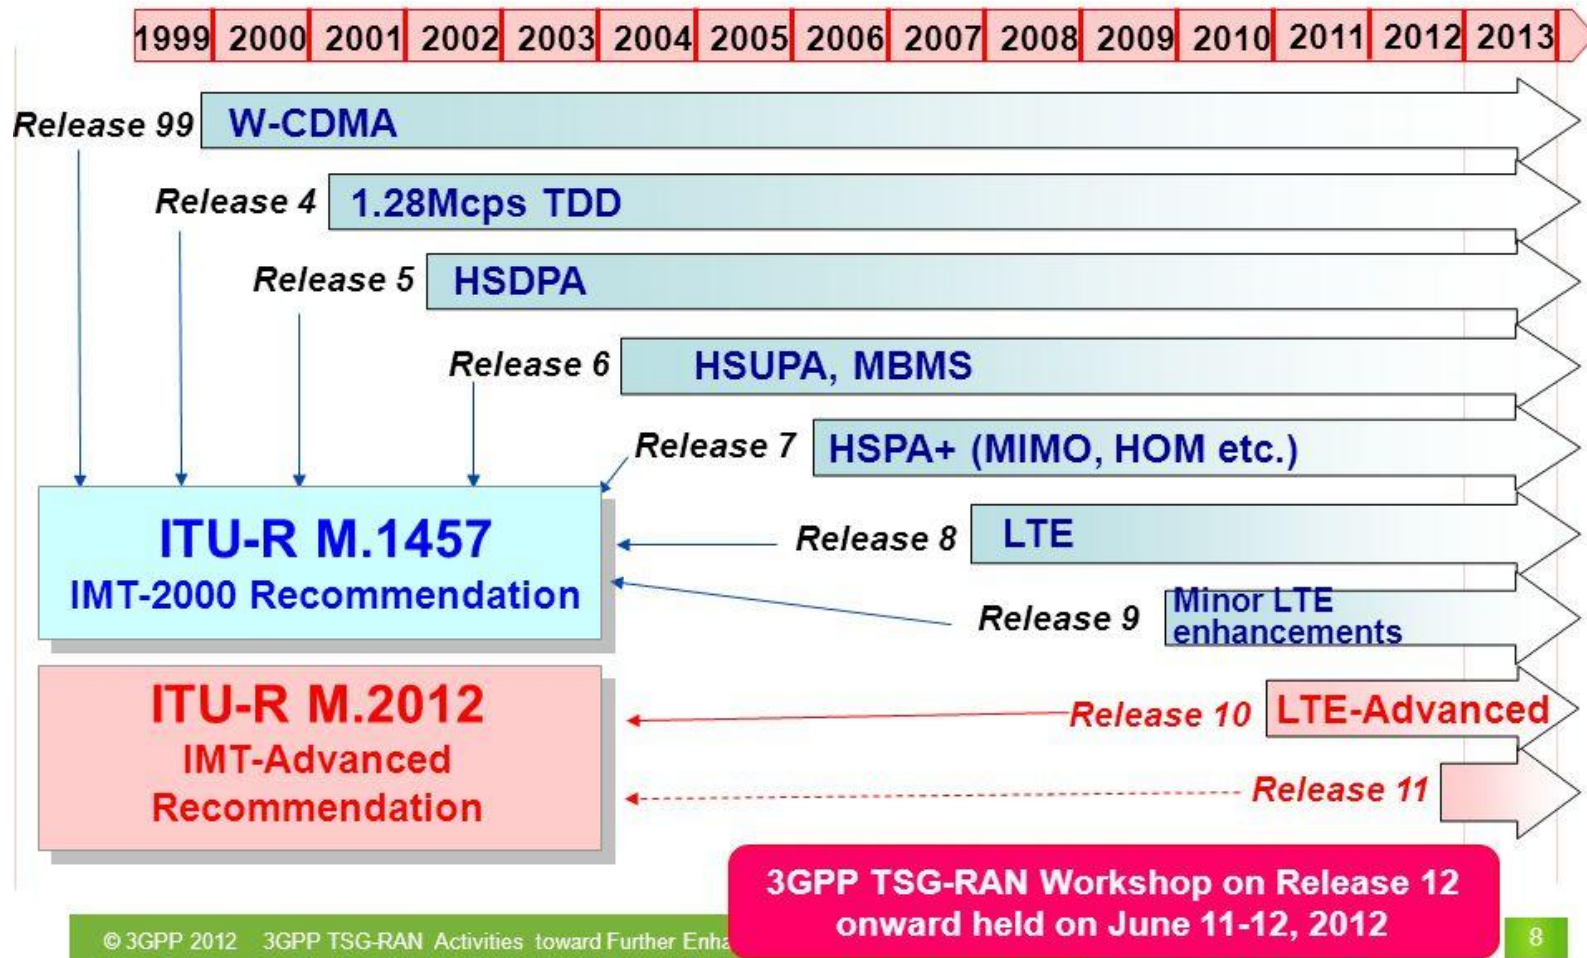 1999 2000 2001 2002 2003 2004 2005 2006 2007 2008 2009 2010 2011 2012 2013
Release 99 W-CDMA
Release 4 1.28Mcps TDD
Release 5 HSDPA
Release 6 HSUPA, MBMS
Release 7 HSPA+ (MIMO, HOM etc.)
ITU-R M.1457
IMT-2000 Recommendation
Release 8 LTE
Release 9 Minor LTE
enhancements
ITU-R M.2012
IMT-Advanced
Recommendation
Release 10 LTE-Advanced
Release 11
3GPP TSG-RAN Workshop on Release 12
onward held on June 11-12, 2012
© 3GPP 2012 3GPP TSG-RAN Activities toward Further Enha
8